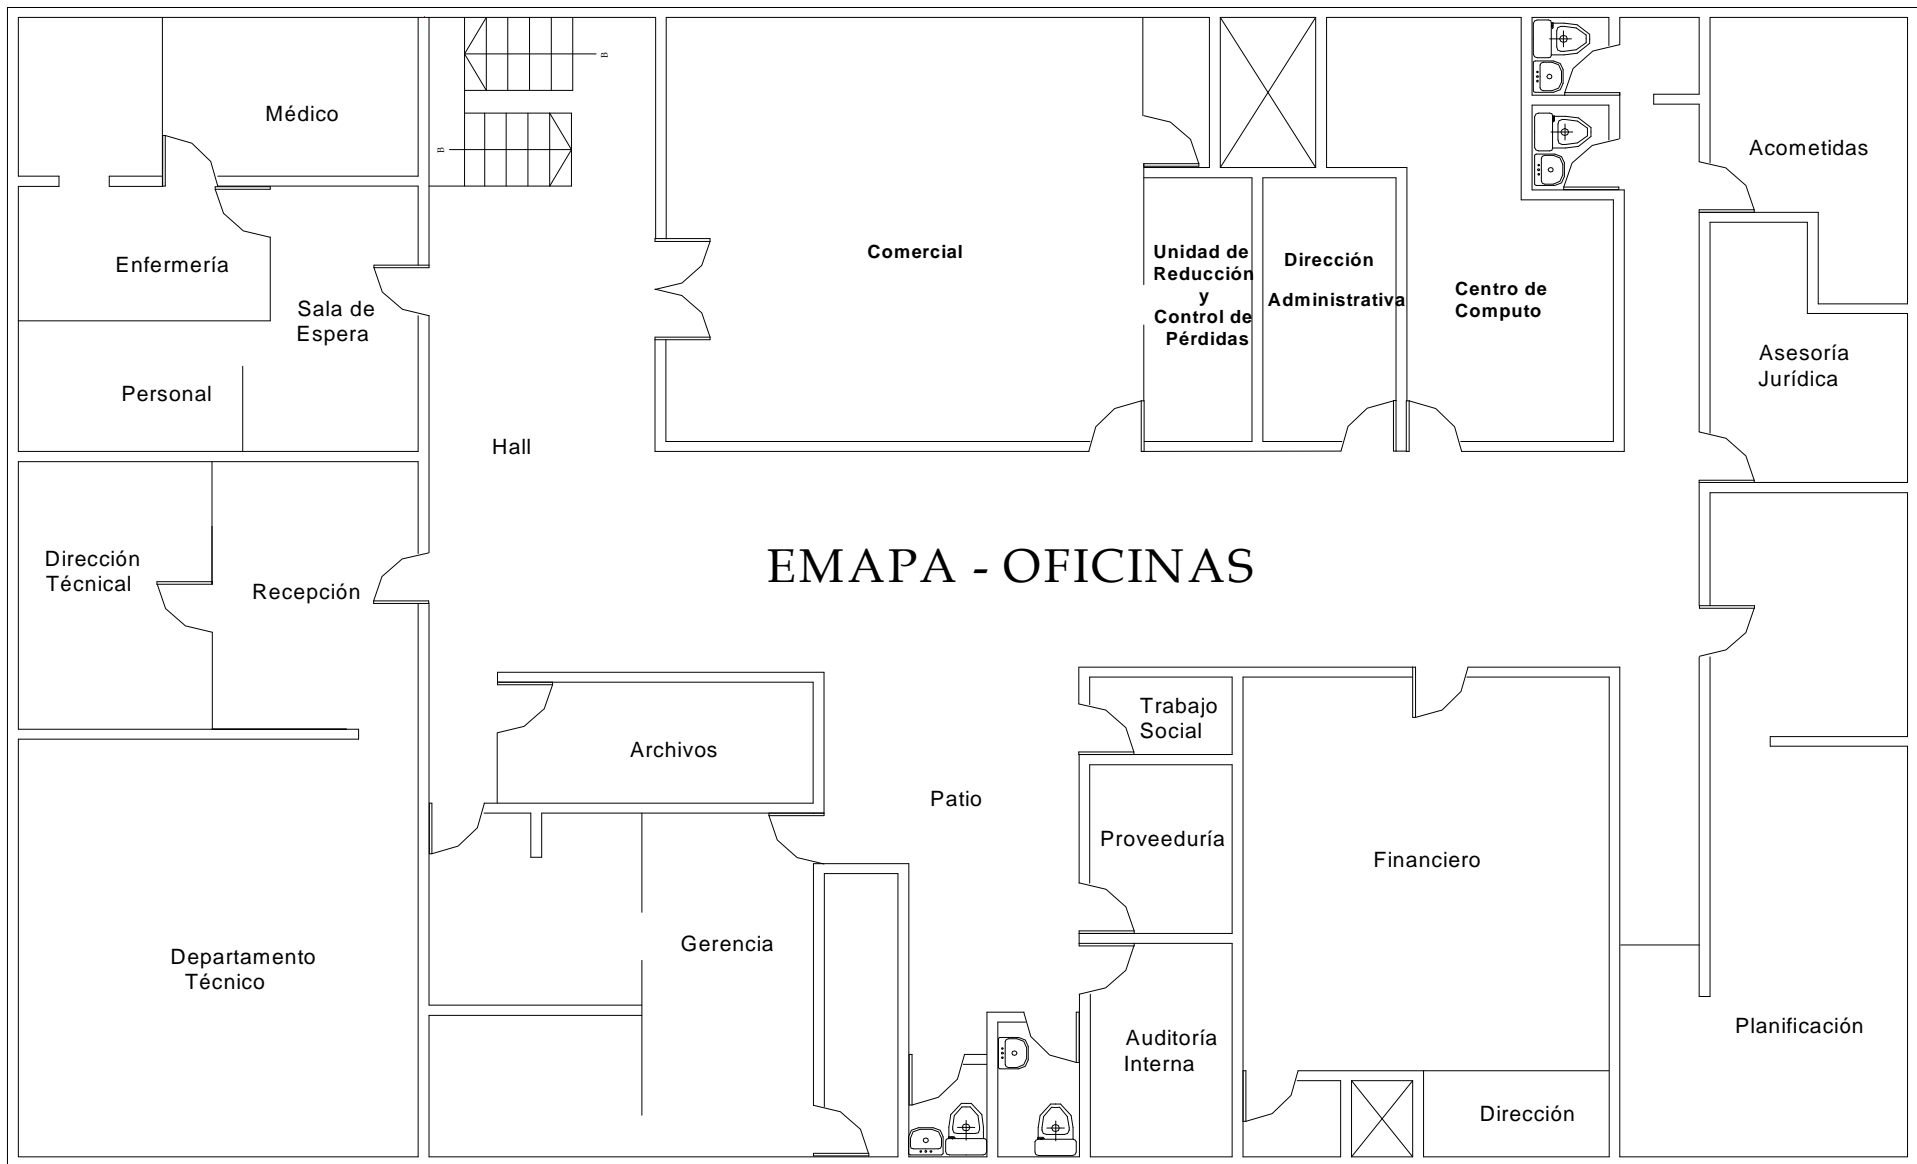 B
B
Médico
Acometidas
Enfermería
Comercial
Unidad de
Reducción
y
Control de
Pérdidas
Dirección
Administrativa
Centro de
Computo
Sala de
Espera
Asesoría
Jurídica
Personal
Hall
Dirección
Técnical
Recepción
EMAPA - OFICINAS
Trabajo
Social
Archivos
Patio
Proveeduría
Financiero
Gerencia
Departamento
Técnico
Auditoría
Interna
Planificación
Dirección